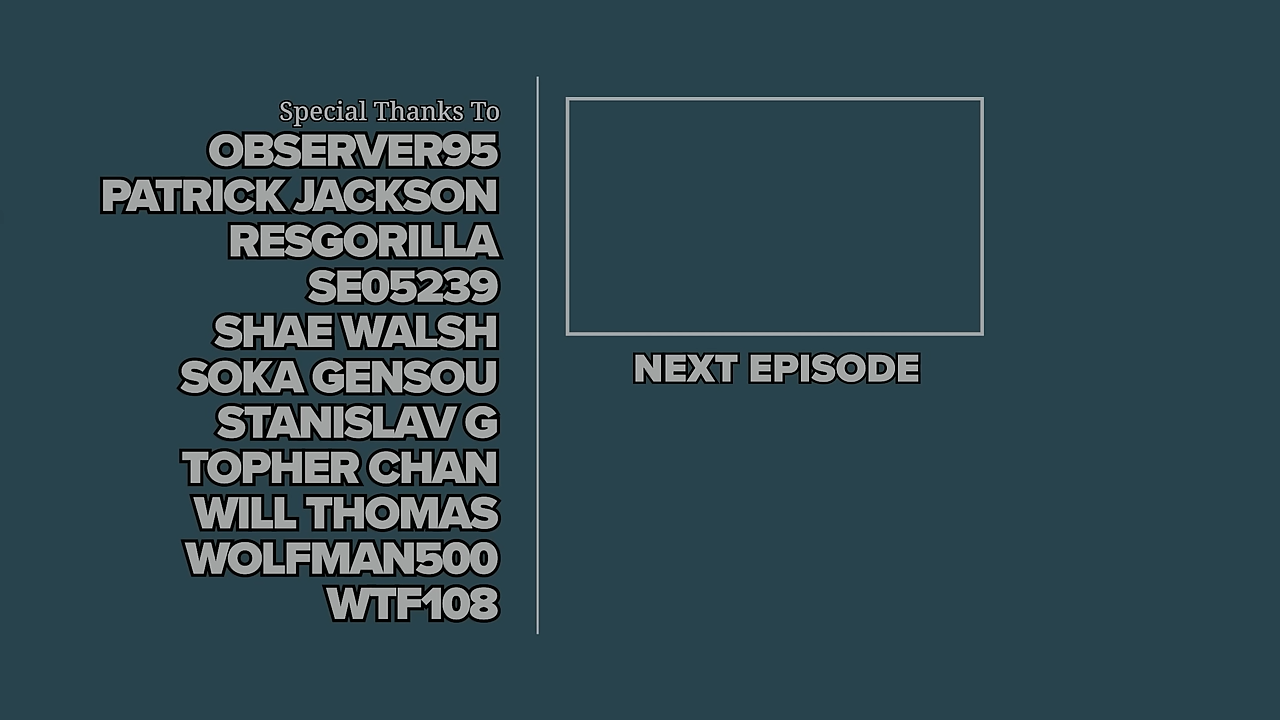 Special Thanks To
OBSERVER95
PATRICK JACKSON
RESGORILLA
SE05239
SHAE WALSH
SOKA GENSOU
STANISLAV G
TOPHER CHAN
WILL THOMAS
WOLFMAN500
WTF108
NEXT EPISODE